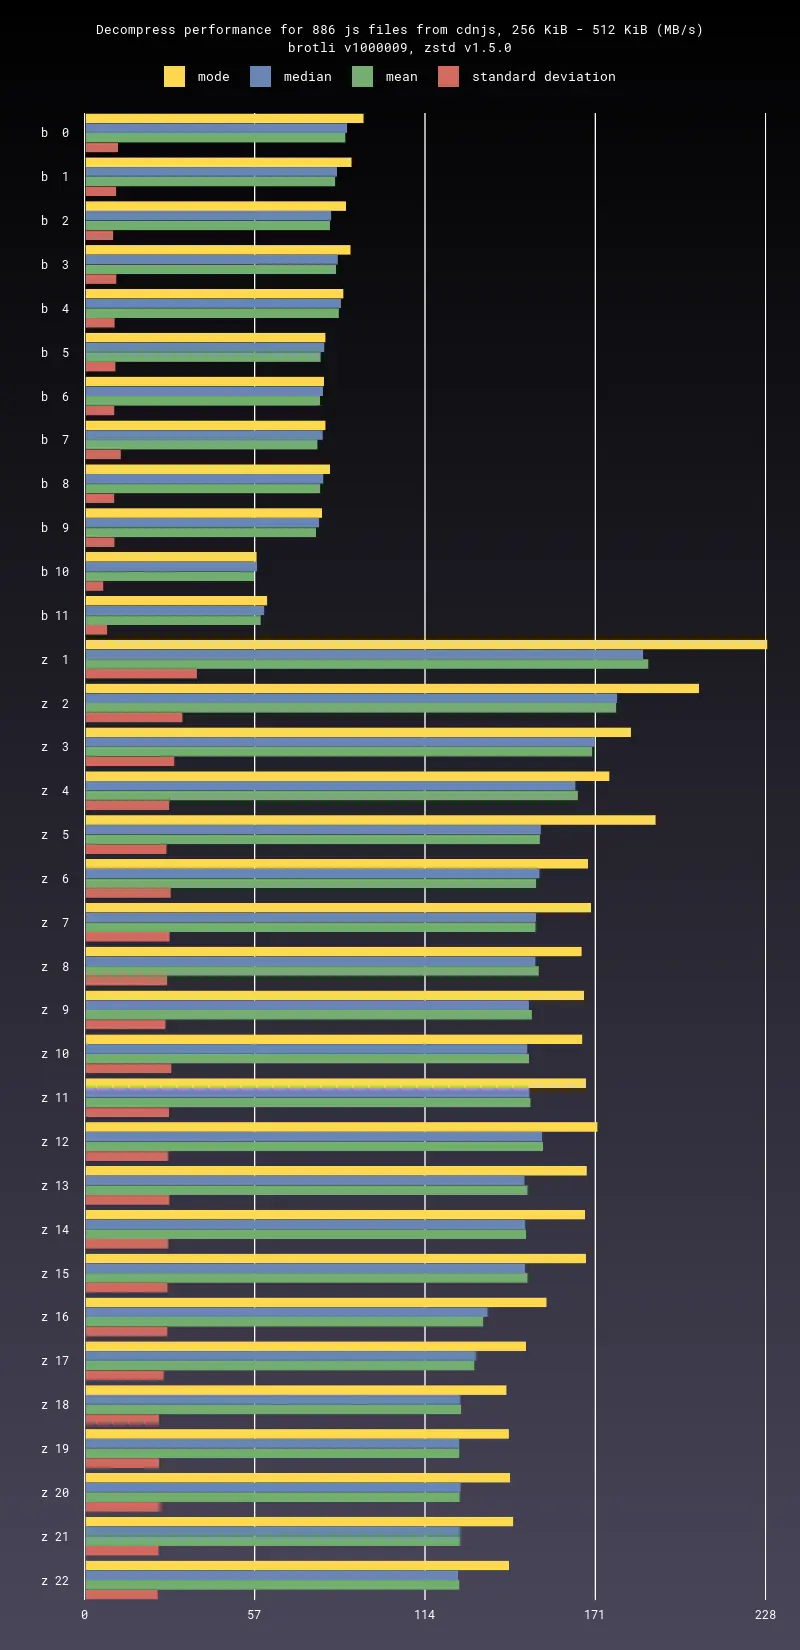 Decompress performance for 886 js files from cdnjs, 256 KiB - 512 KiB (MB/s)
brotli v1000009, zstd v1.5.0
mode median mean standard deviation
b 0
b 1
b 2
b 3
b 4
b 5
b 6
b 7
b 8
b 9
b 10
b 11
z 1
z 2
z 3
z 4
z 5
z 6
z 7
z 8
z 9
z 10
z 11
z 12
z 13
z 14
z 15
z 16
z 17
z 18
z 19
z 20
z 21
z 22
0 57 114 171 228